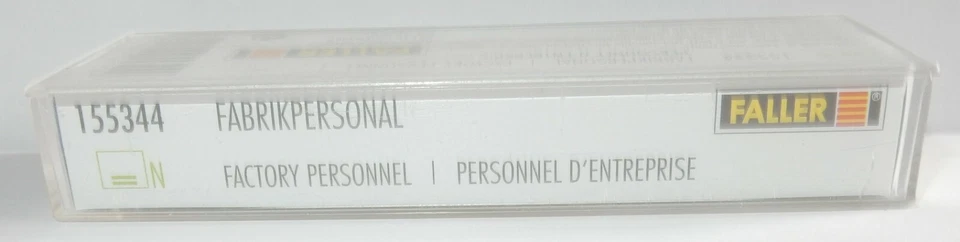 155344 FABRIKPERSONAL
FALLER ®
N
FACTORY PERSONNEL | PERSONNEL D'ENTREPRISE